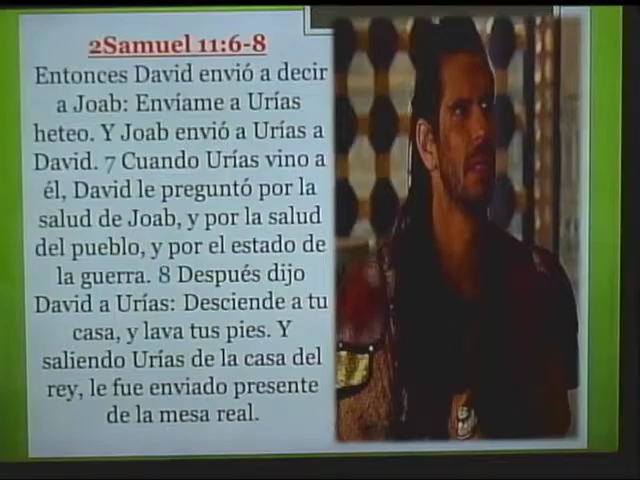 2Samuel 11:6-8
Entonces David envió a decir
a Joab: Envíame a Urías
heteo. Y Joab envió a Urías a
David. 7 Cuando Urías vino a
él, David le preguntó por la
salud de Joab, y por la salud
del pueblo, y por el estado de
la guerra. 8 Después dijo
David a Urías: Desciende a tu
casa, y lava tus pies. Y
saliendo Urías de la casa del
rey, le fue enviado presente
de la mesa real.